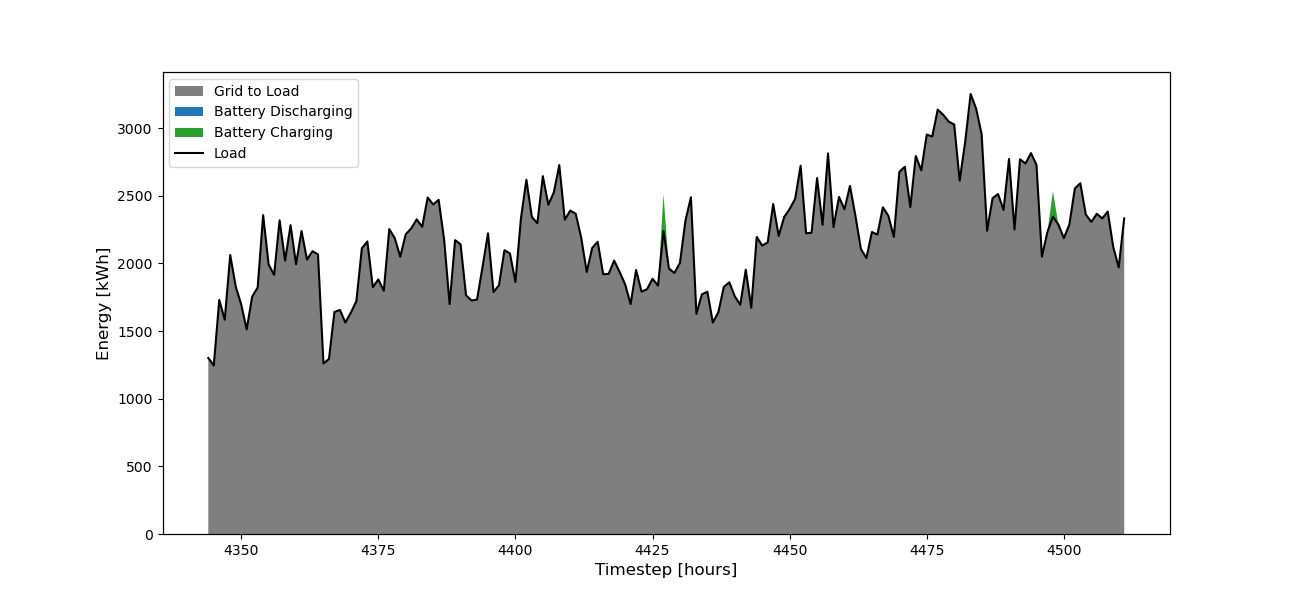 Grid to Load
Battery Discharging
Battery Charging
Load
Energy [kWh]
3000
2500
2000
1500
1000
500
0
4350 4375 4400 4425 4450 4475 4500
Timestep [hours]